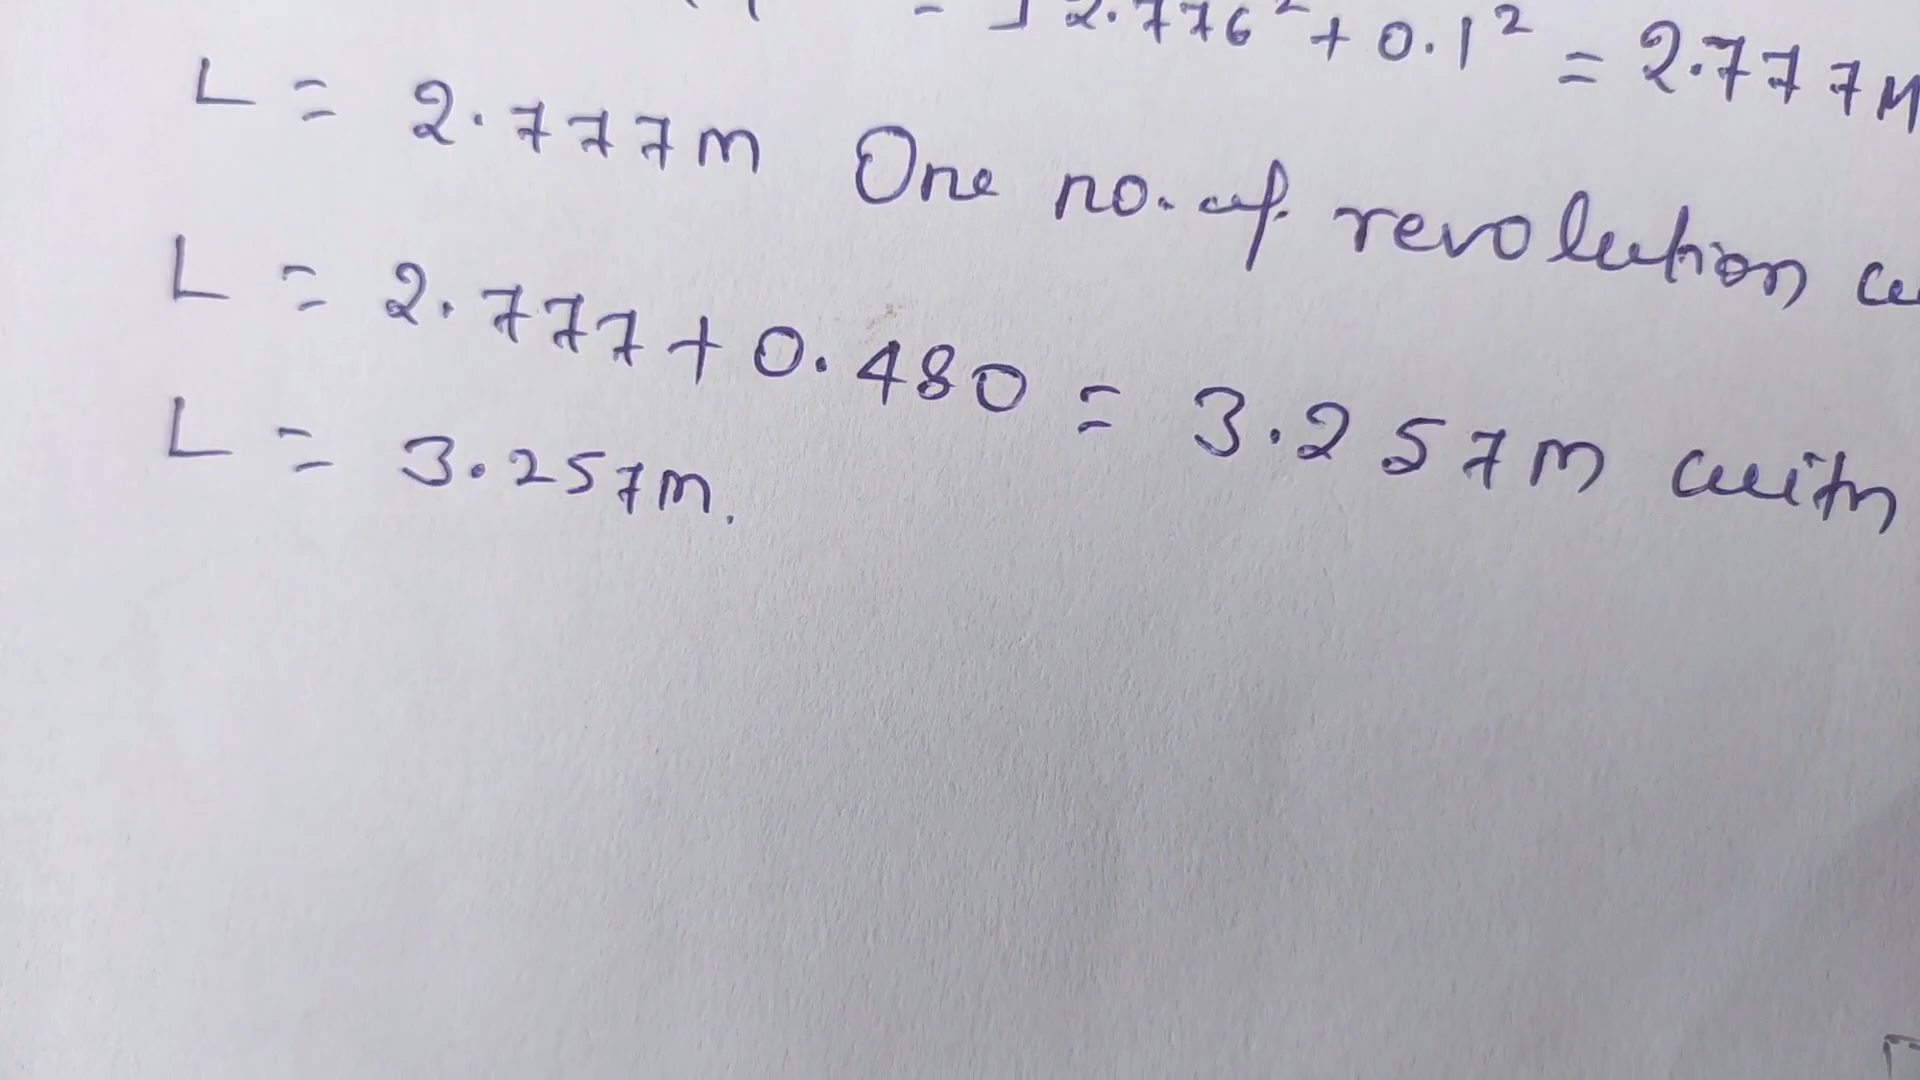 2.776² + 0.1² = 2.777M
L = 2.777m One no. of. revolution
L = 2.777 + 0.480 = 3.257m with
L = 3.257m.